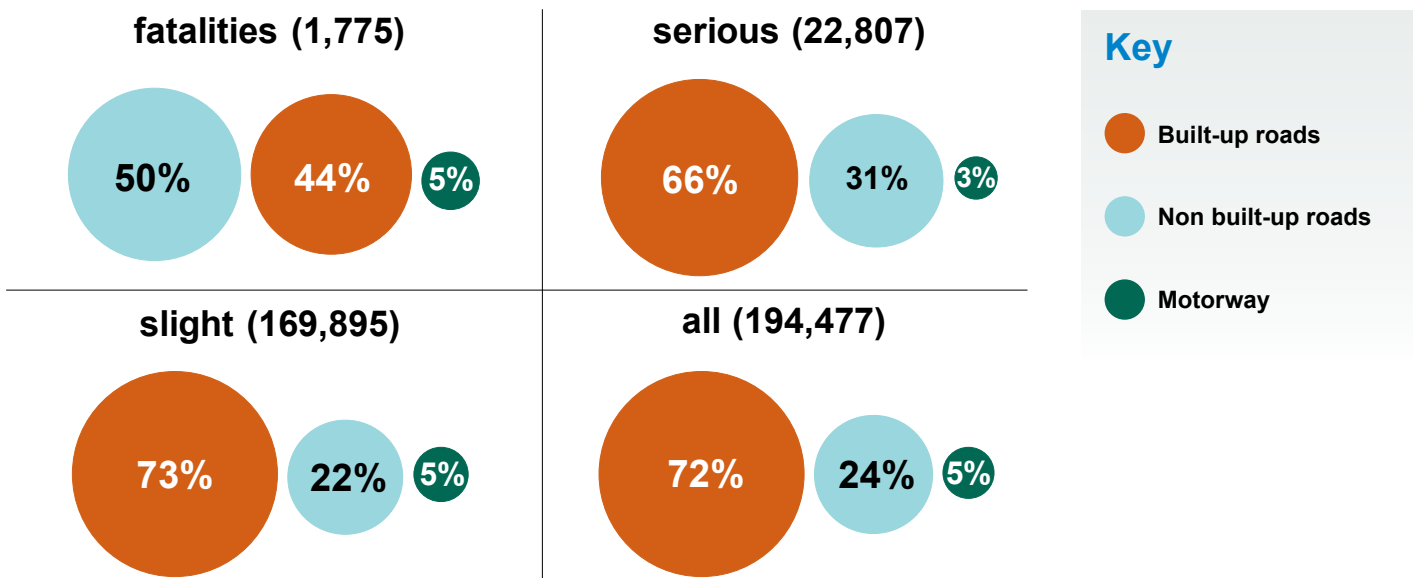 fatalities (1,775)
50%
44%
5%
serious (22,807)
66%
31%
3%
slight (169,895)
73%
22%
5%
all (194,477)
72%
24%
5%
Key
Built-up roads
Non built-up roads
Motorway